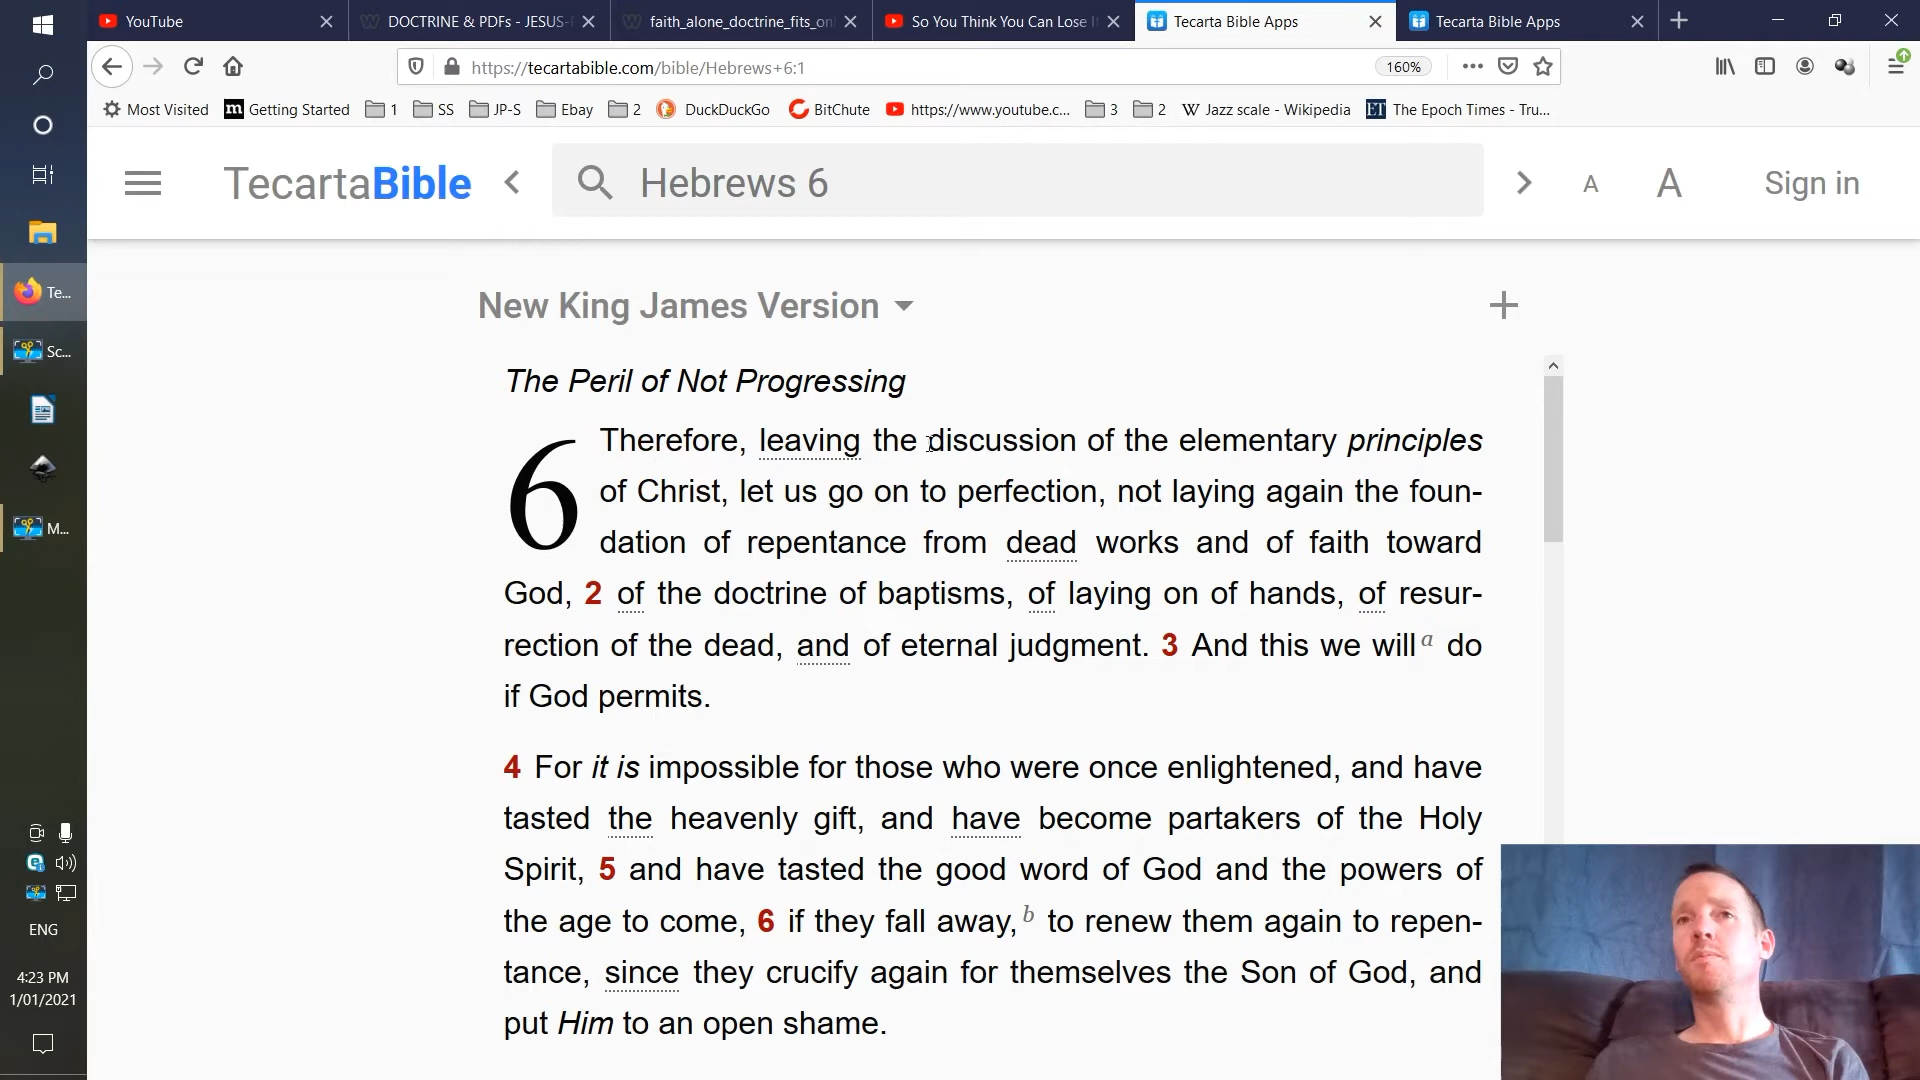 YouTube
DOCTRINE & PDFs - JESUS-
faith_alone_doctrine_fits_on
So You Think You Can Lose I
Tecarta Bible Apps
Tecarta Bible Apps
https://tecartabible.com/bible/Hebrews+6:1
160%
Most Visited
Getting Started
1
SS
JP-S
Ebay
2
DuckDuckGo
BitChute
https://www.youtube.c...
3
2
Jazz scale - Wikipedia
ET The Epoch Times - Tru...
TecartaBible
Hebrews 6
A
A
Sign in
New King James Version
The Peril of Not Progressing
6 Therefore, leaving the discussion of the elementary principles
of Christ, let us go on to perfection, not laying again the foun-
dation of repentance from dead works and of faith toward
God, 2 of the doctrine of baptisms, of laying on of hands, of resur-
rection of the dead, and of eternal judgment. 3 And this we will a do
if God permits.
4 For it is impossible for those who were once enlightened, and have
tasted the heavenly gift, and have become partakers of the Holy
Spirit, 5 and have tasted the good word of God and the powers of
the age to come, 6 if they fall away, b to renew them again to repen-
tance, since they crucify again for themselves the Son of God, and
put Him to an open shame.
Te...
Sc...
M...
ENG
4:23 PM
1/01/2021